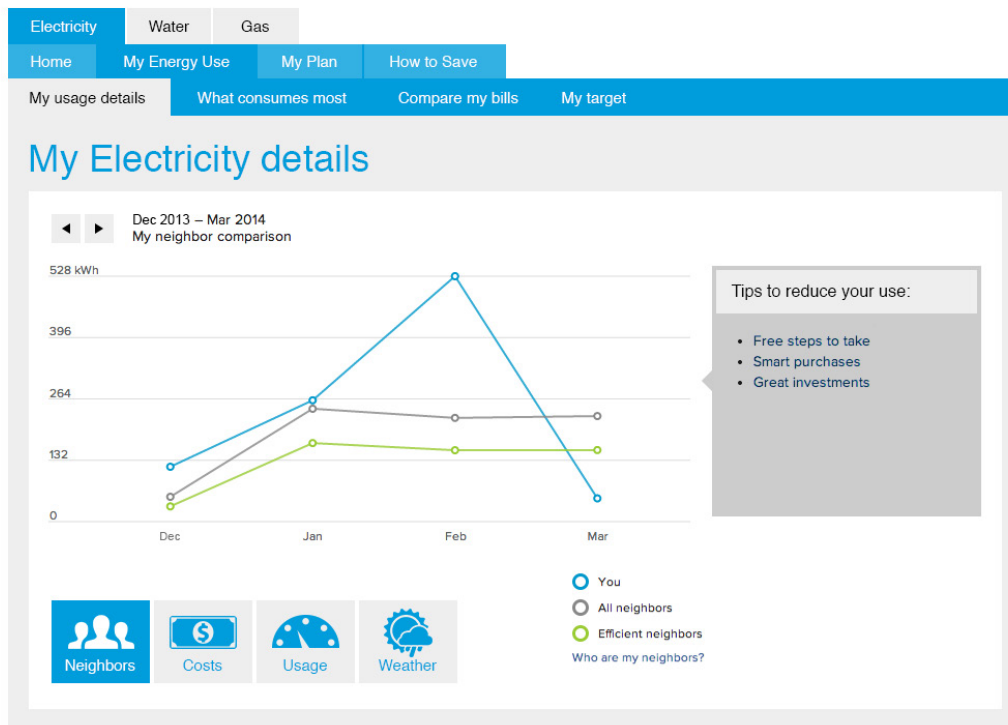 Electricity Water Gas
Home My Energy Use My Plan How to Save
My usage details What consumes most Compare my bills My target
My Electricity details
Dec 2013 – Mar 2014
My neighbor comparison
528 kWh
396
264
132
0
Dec Jan Feb Mar
Tips to reduce your use:
• Free steps to take
• Smart purchases
• Great investments
You
All neighbors
Efficient neighbors
Who are my neighbors?
$
Neighbors Costs Usage Weather